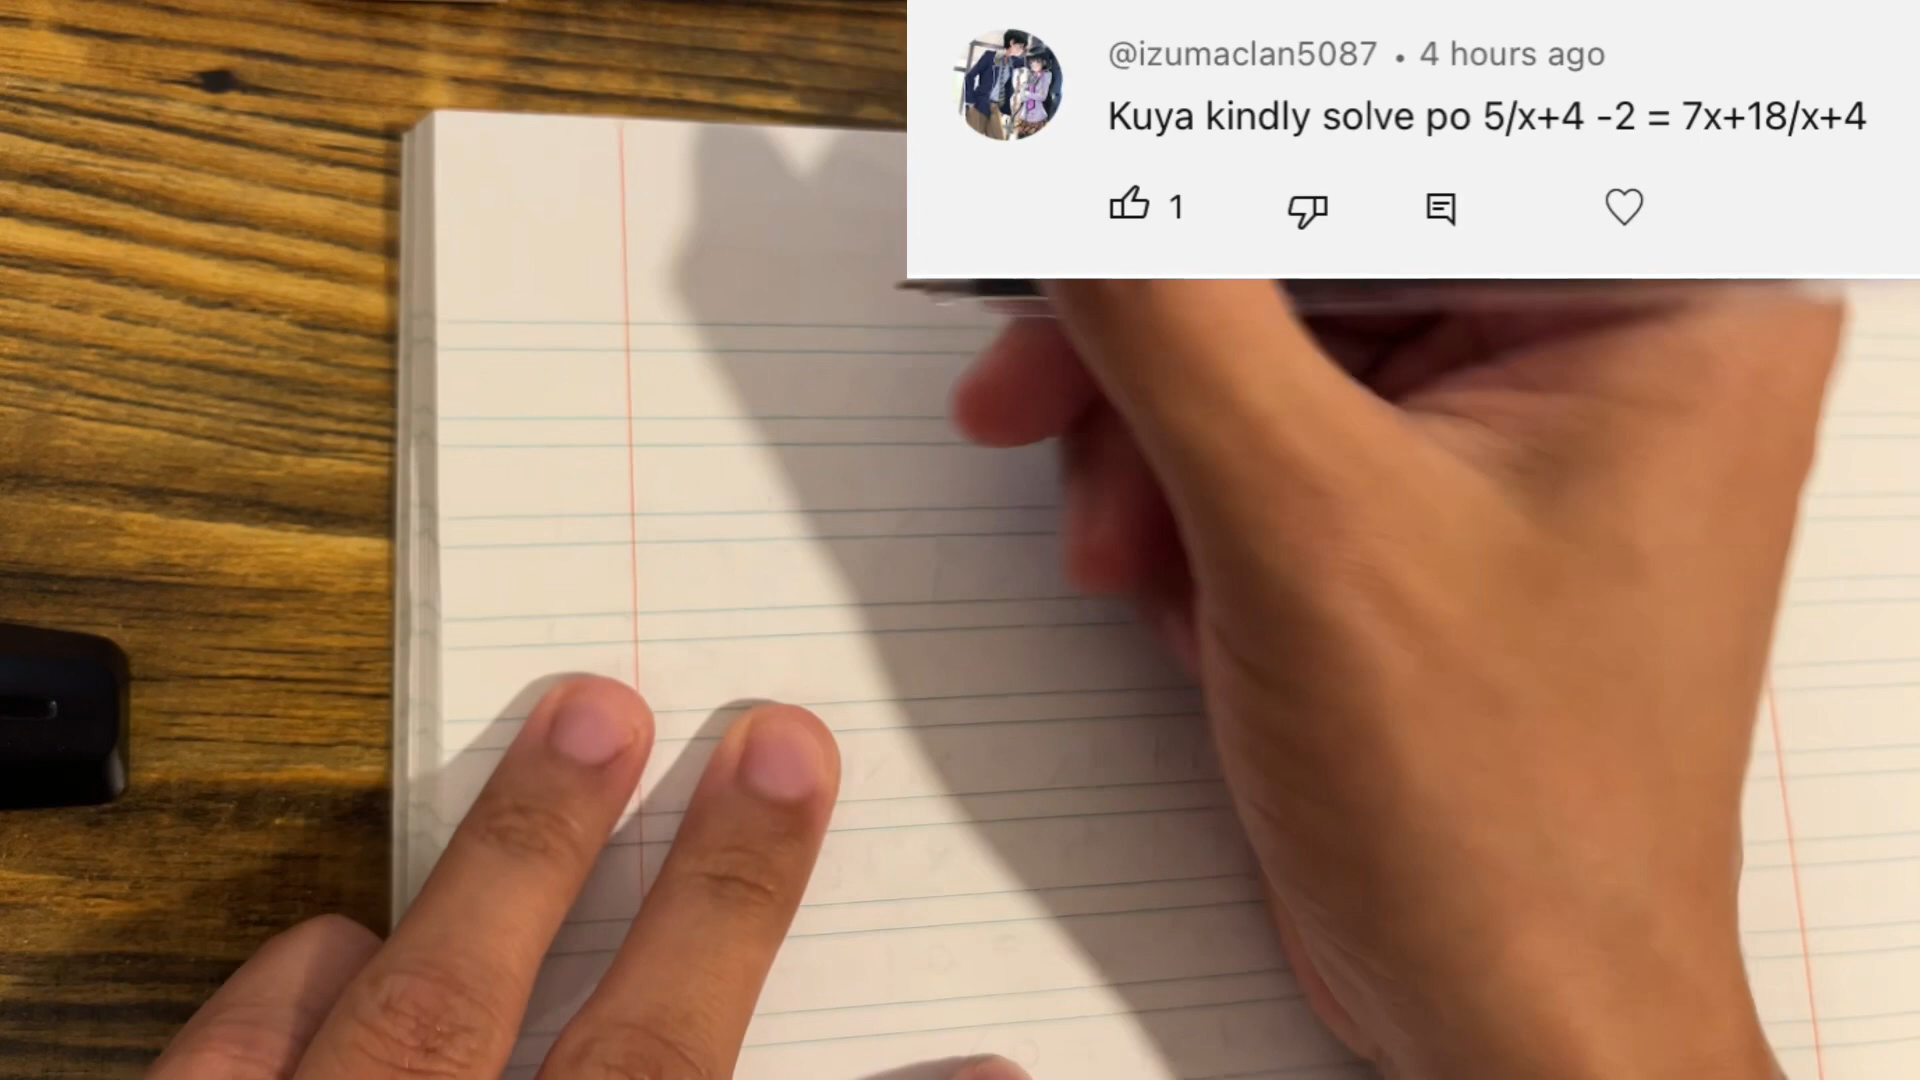 @izumaclan5087 • 4 hours ago
Kuya kindly solve po 5/x+4 -2 = 7x+18/x+4
1